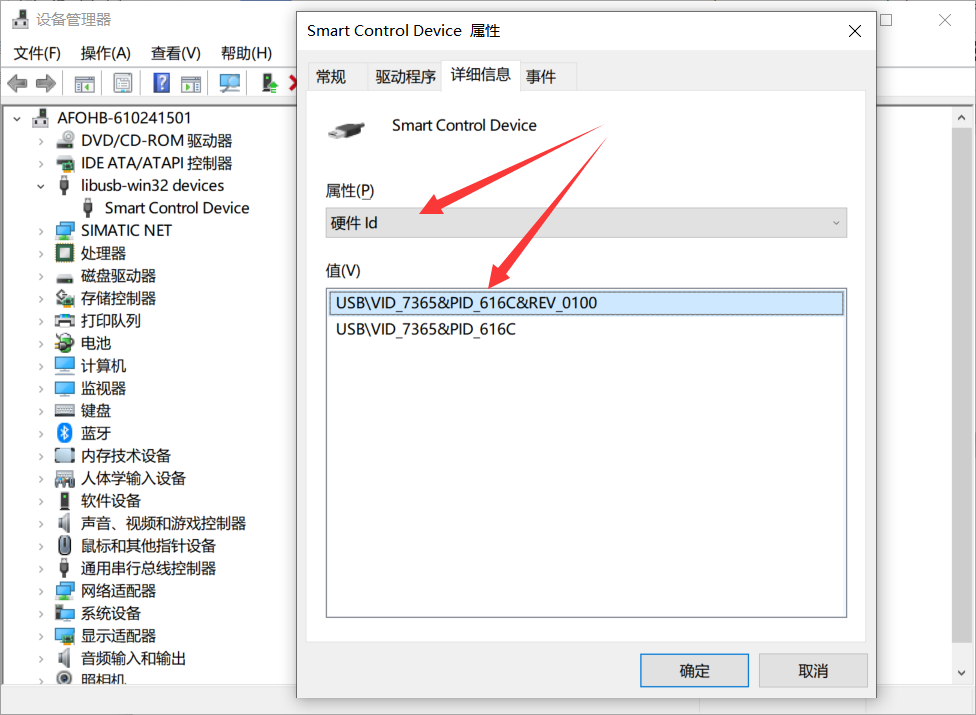 设备管理器
文件(F) 操作(A) 查看(V) 帮助(H)
AFOHB-610241501
DVD/CD-ROM 驱动器
IDE ATA/ATAPI 控制器
libusb-win32 devices
Smart Control Device
SIMATIC NET
处理器
磁盘驱动器
存储控制器
打印队列
电池
计算机
监视器
键盘
蓝牙
内存技术设备
人体学输入设备
软件设备
声音、视频和游戏控制器
鼠标和其他指针设备
通用串行总线控制器
网络适配器
系统设备
显示适配器
音频输入和输出
照相机
Smart Control Device 属性
常规 驱动程序 详细信息 事件
Smart Control Device
属性(P)
硬件 Id
值(V)
USB\VID_7365&PID_616C&REV_0100
USB\VID_7365&PID_616C
确定 取消